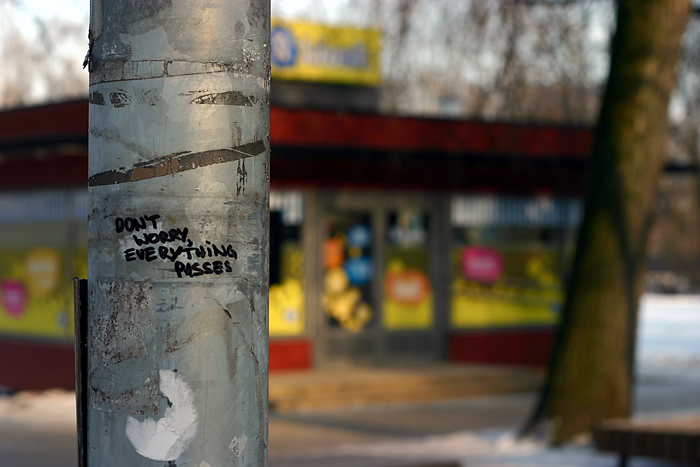 DON'T
WORRY,
EVERYTHING
PASSES